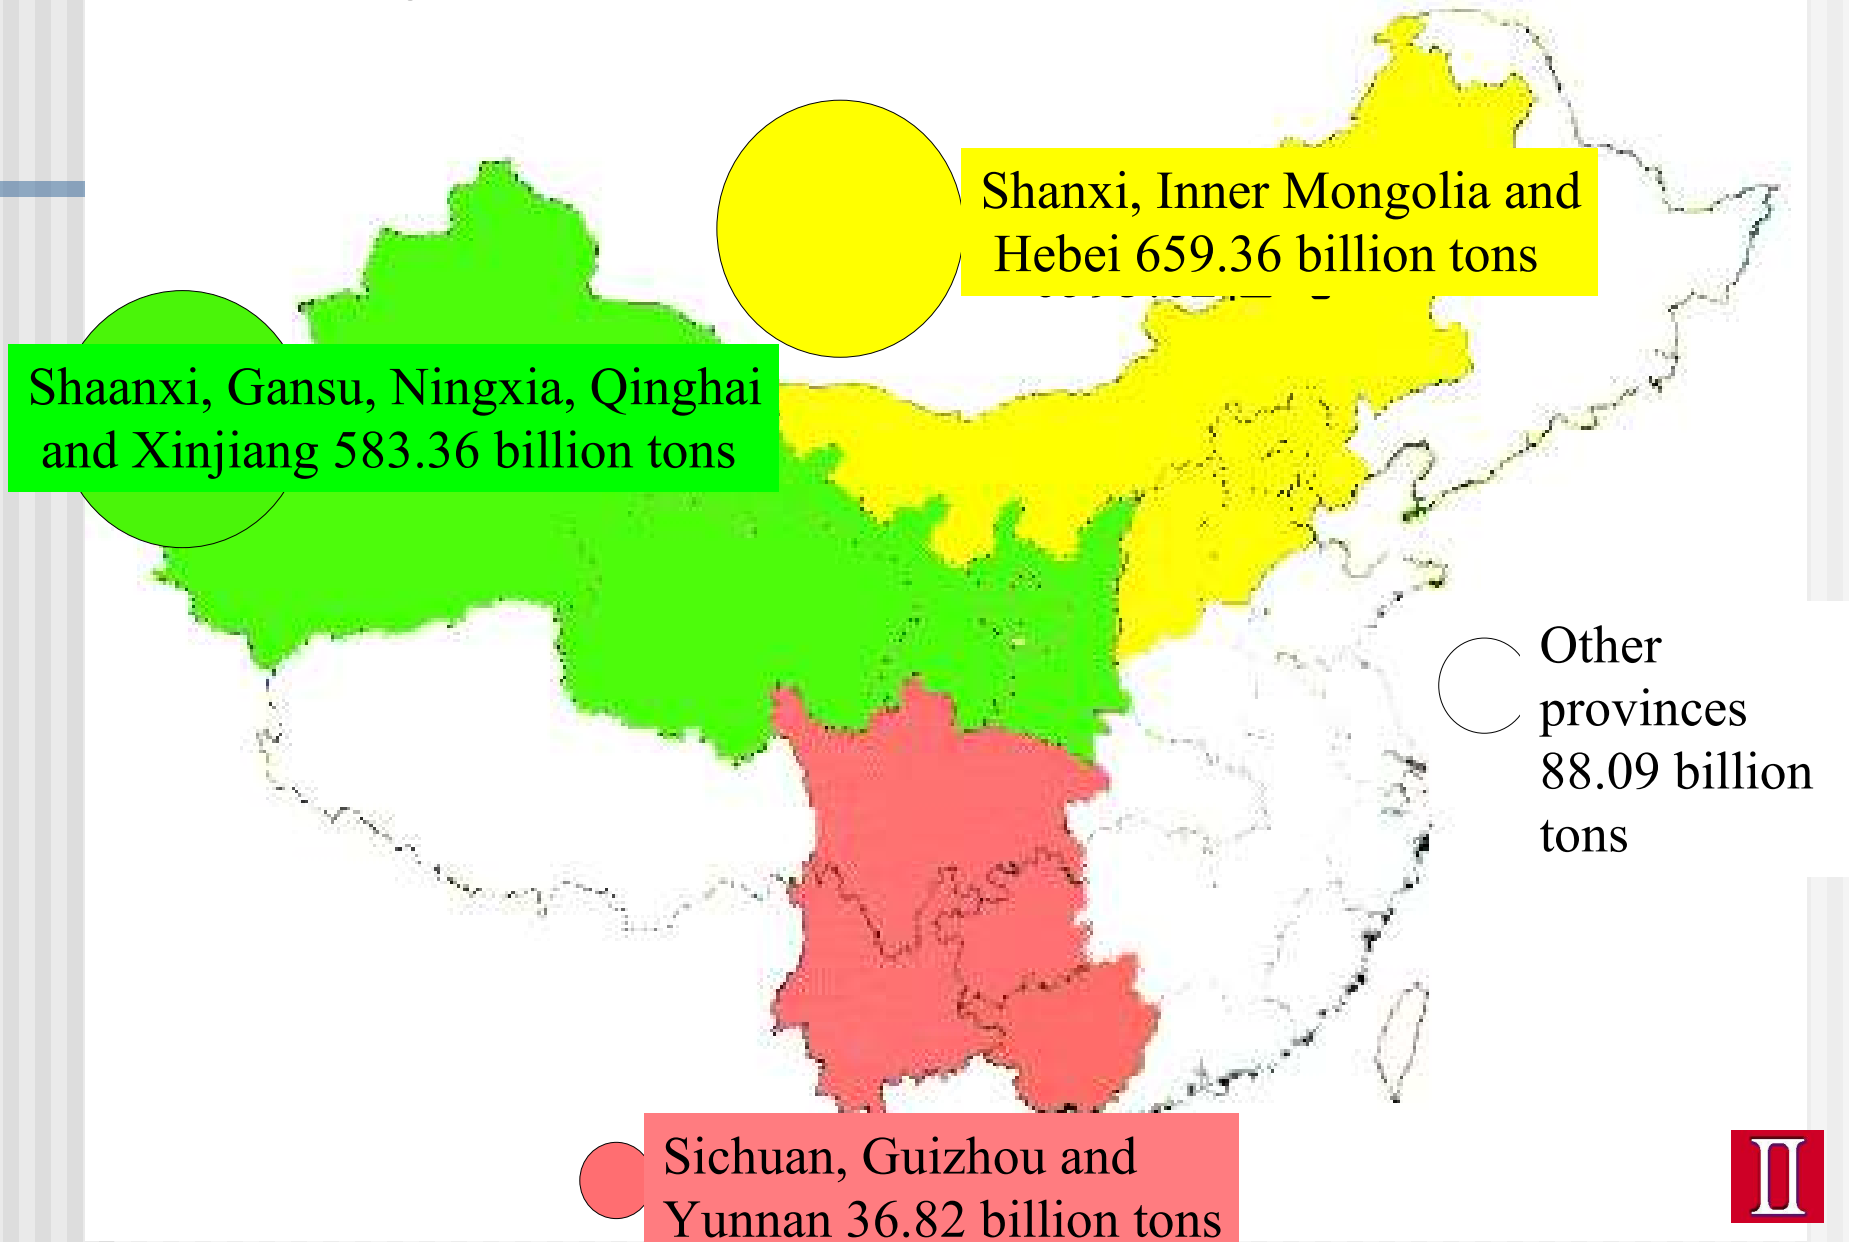 Shanxi, Inner Mongolia and
Hebei 659.36 billion tons
Shaanxi, Gansu, Ningxia, Qinghai
and Xinjiang 583.36 billion tons
Other
provinces
88.09 billion
tons
Sichuan, Guizhou and
Yunnan 36.82 billion tons